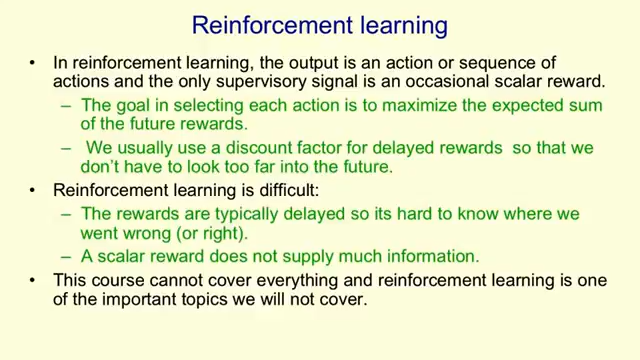 Reinforcement learning
• In reinforcement learning, the output is an action or sequence of
actions and the only supervisory signal is an occasional scalar reward.
– The goal in selecting each action is to maximize the expected sum
of the future rewards.
– We usually use a discount factor for delayed rewards so that we
don't have to look too far into the future.
• Reinforcement learning is difficult:
– The rewards are typically delayed so its hard to know where we
went wrong (or right).
– A scalar reward does not supply much information.
• This course cannot cover everything and reinforcement learning is one
of the important topics we will not cover.